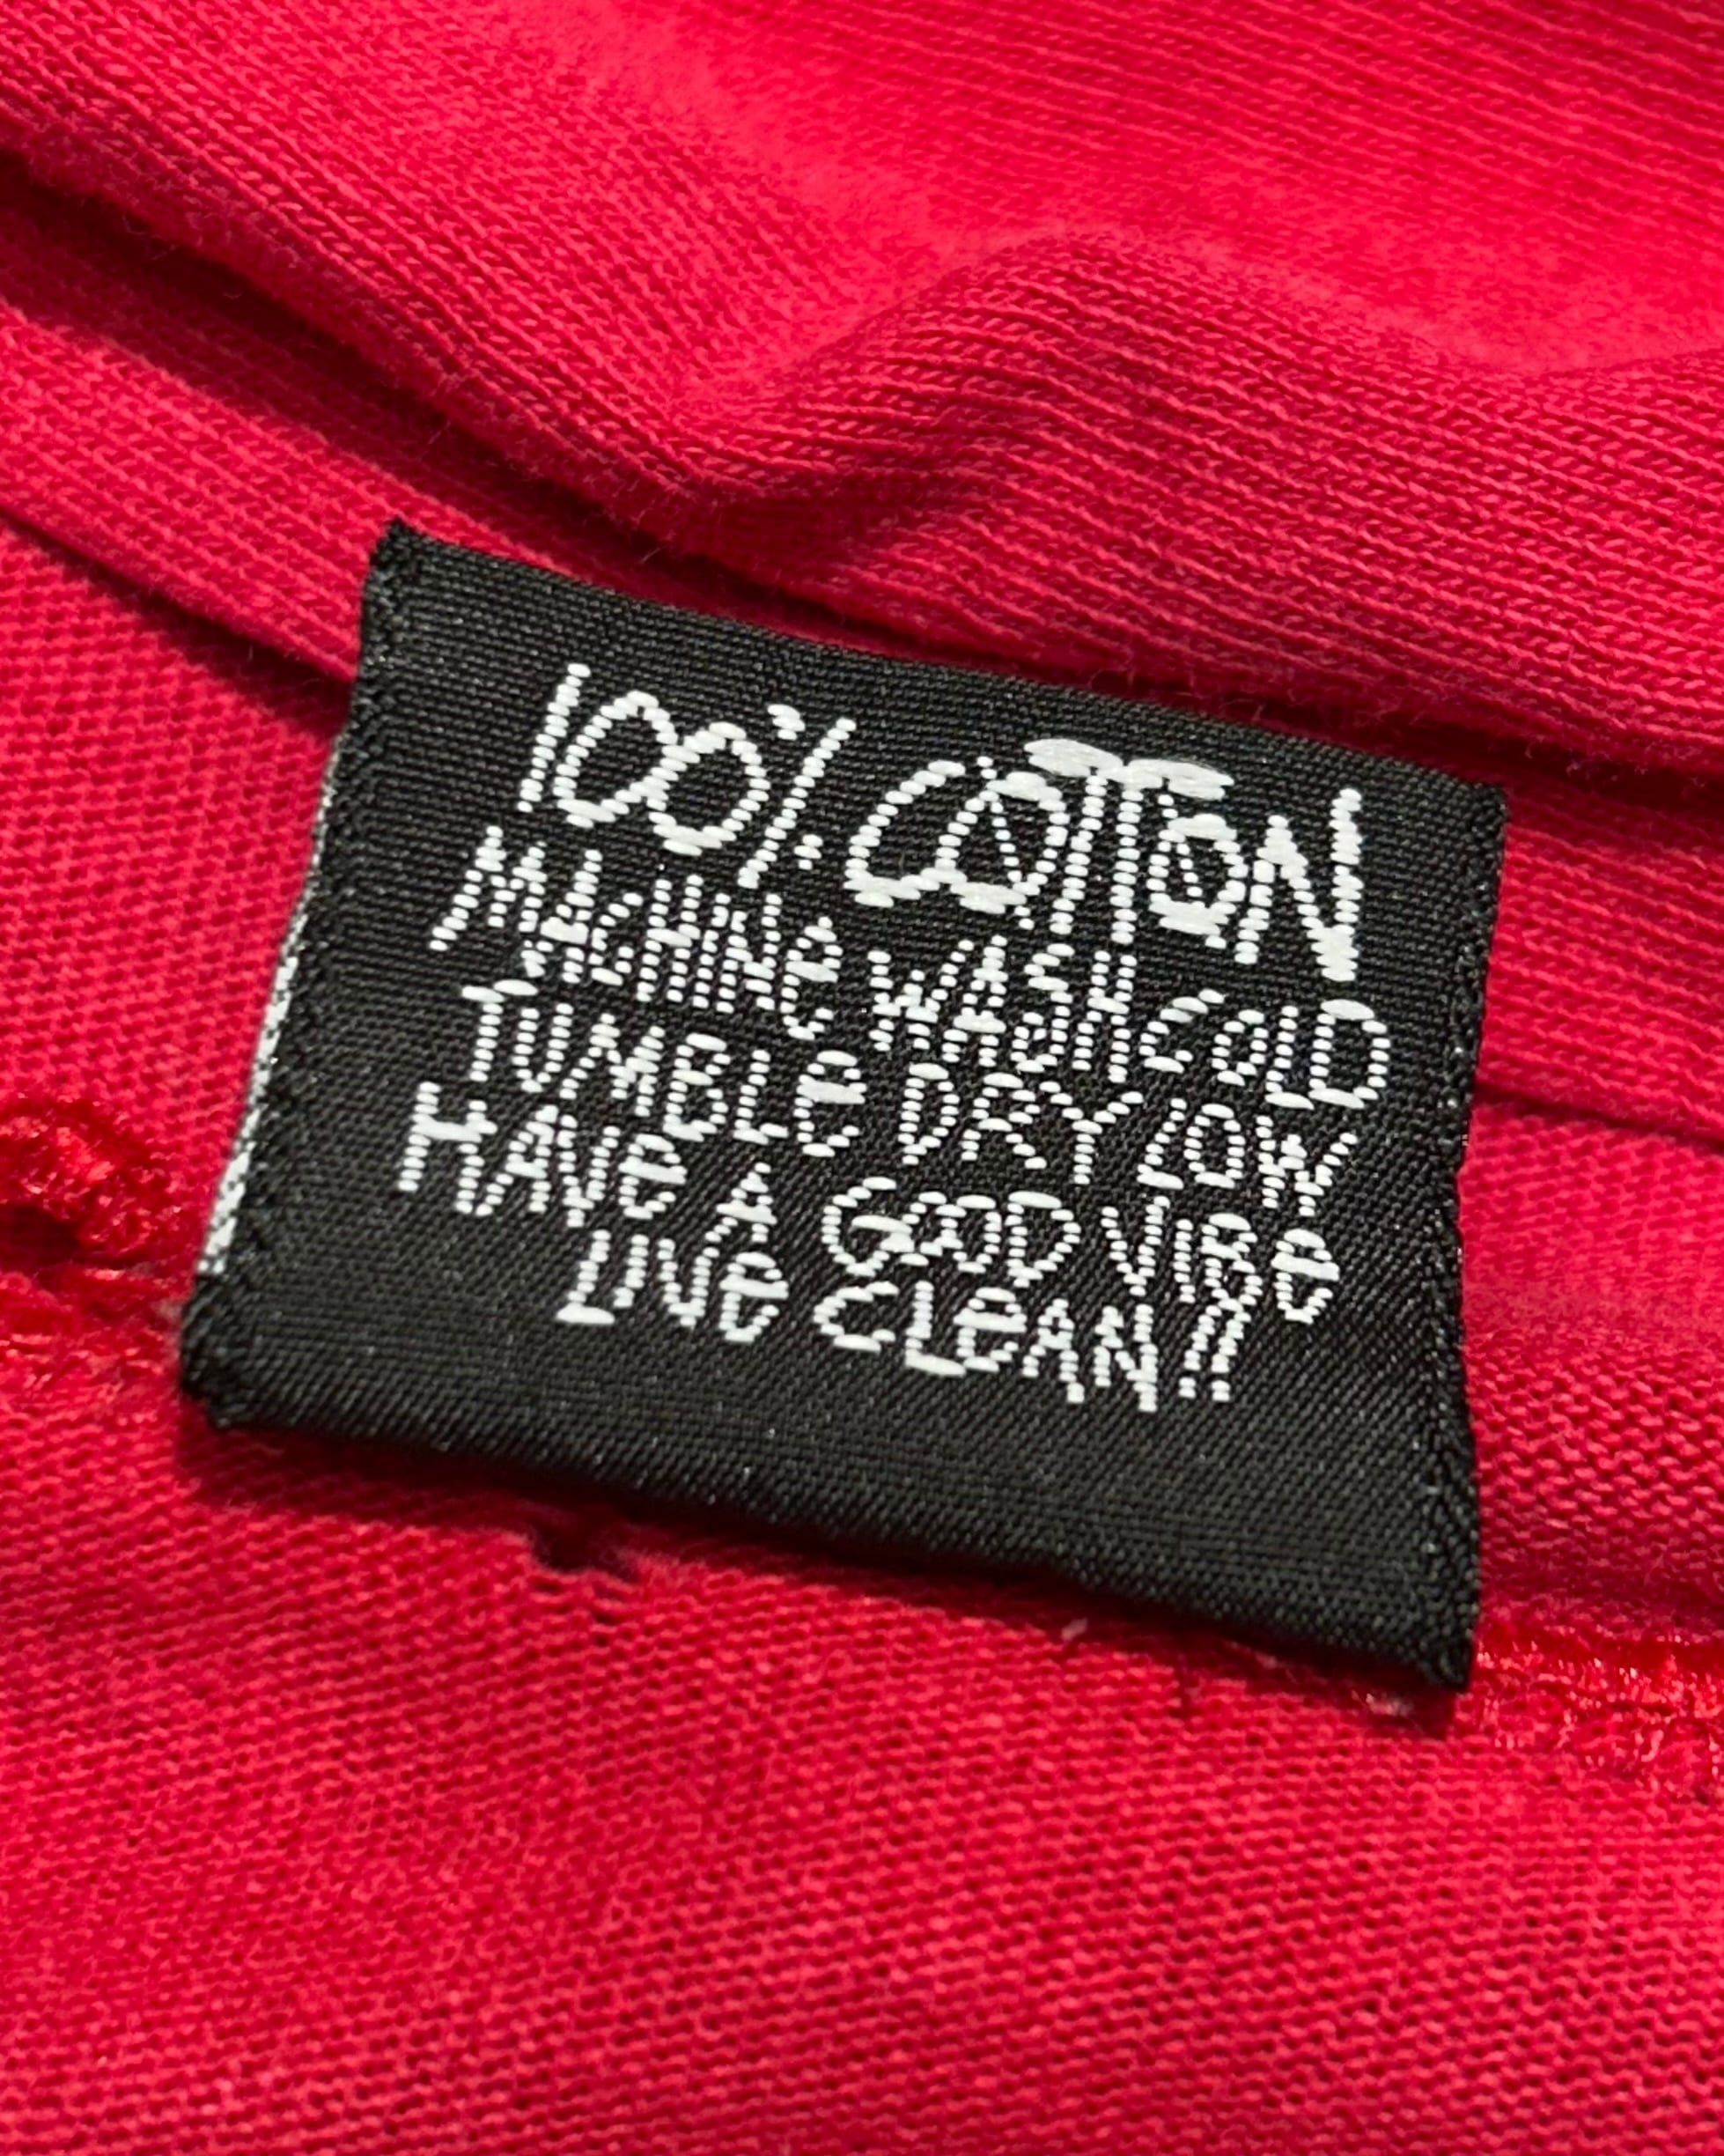 100% COTTON
MACHINe WASH COLD
TUMBLe DRY LOW
HAVe A GOOD VIBe
LIVe CLeAN!!